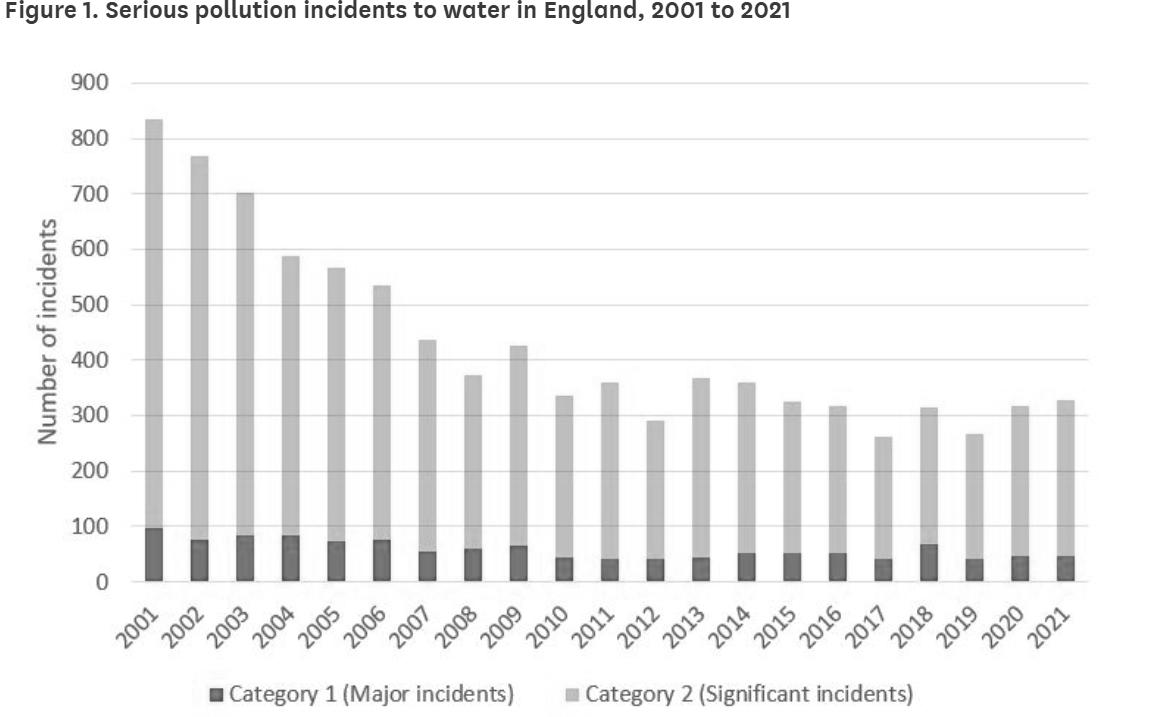 Figure 1. Serious pollution incidents to water in England, 2001 to 2021
900
800
700
600
500
400
300
200
100
0
Number of incidents
2001 2002 2003 2004 2005 2006 2007 2008 2009 2010 2011 2012 2013 2014 2015 2016 2017 2018 2019 2020 2021
Category 1 (Major incidents) Category 2 (Significant incidents)